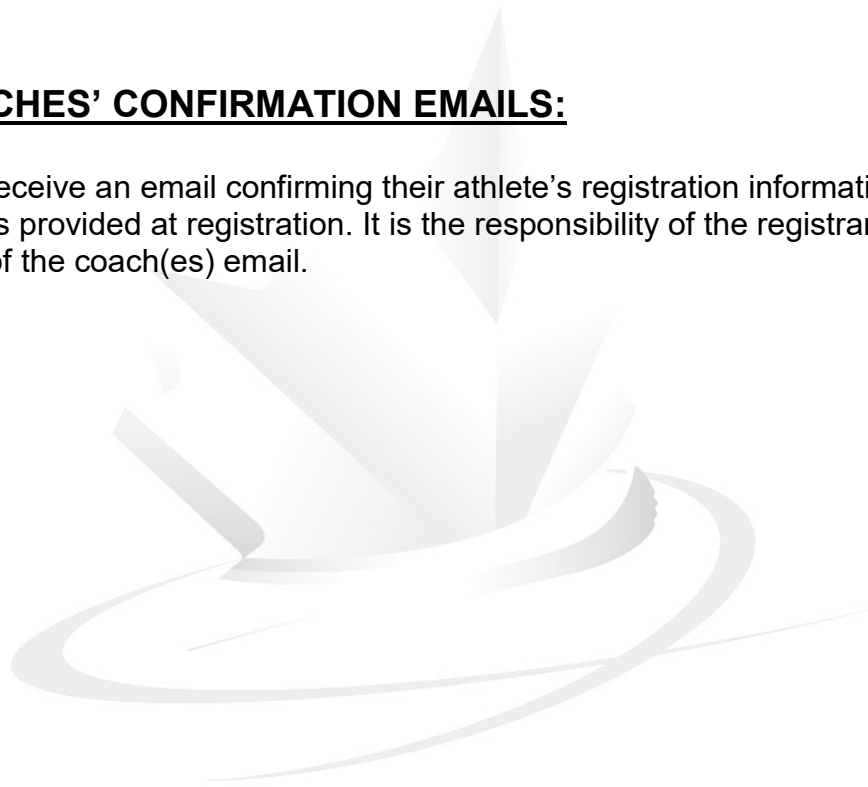 CHES’ CONFIRMATION EMAILS:
eceive an email confirming their athlete’s registration informati
s provided at registration. It is the responsibility of the registran
of the coach(es) email.